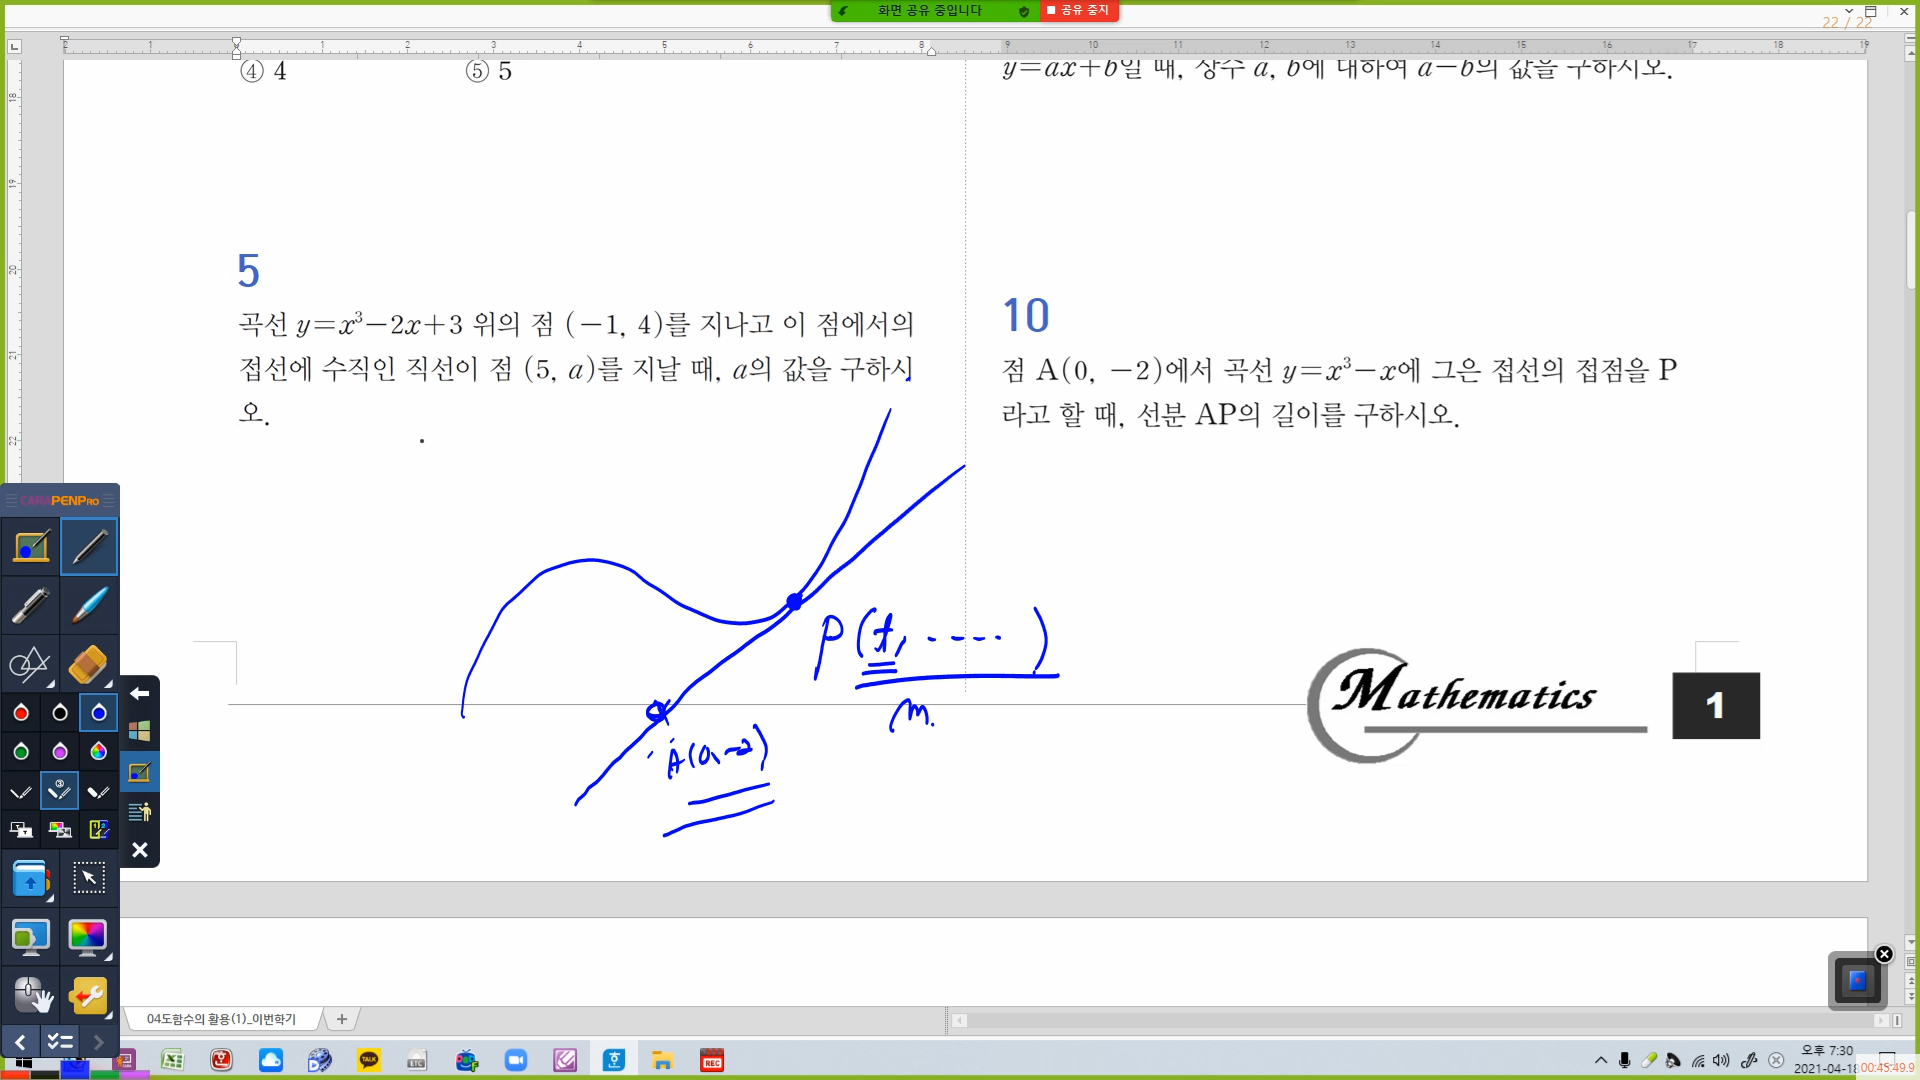 화면 공유 중입니다
공유 중지
22 / 22
④ 4
⑤ 5
y=ax+b일 때, 상수 a, b에 대하여 a-b의 값을 구하시오.
5
곡선 y=x³-2x+3 위의 점 (-1, 4)를 지나고 이 점에서의
접선에 수직인 직선이 점 (5, a)를 지날 때, a의 값을 구하시
오.
10
점 A(0, -2)에서 곡선 y=x³-x에 그은 접선의 접점을 P
라고 할 때, 선분 AP의 길이를 구하시오.
P(t, ·····)
m.
A(0, -2)
Mathematics
1
CARAPENPRO
04도함수의 활용(1)_이번학기
TALK
ETC
REC
오후 7:30
2021-04-18
00:45:49.9